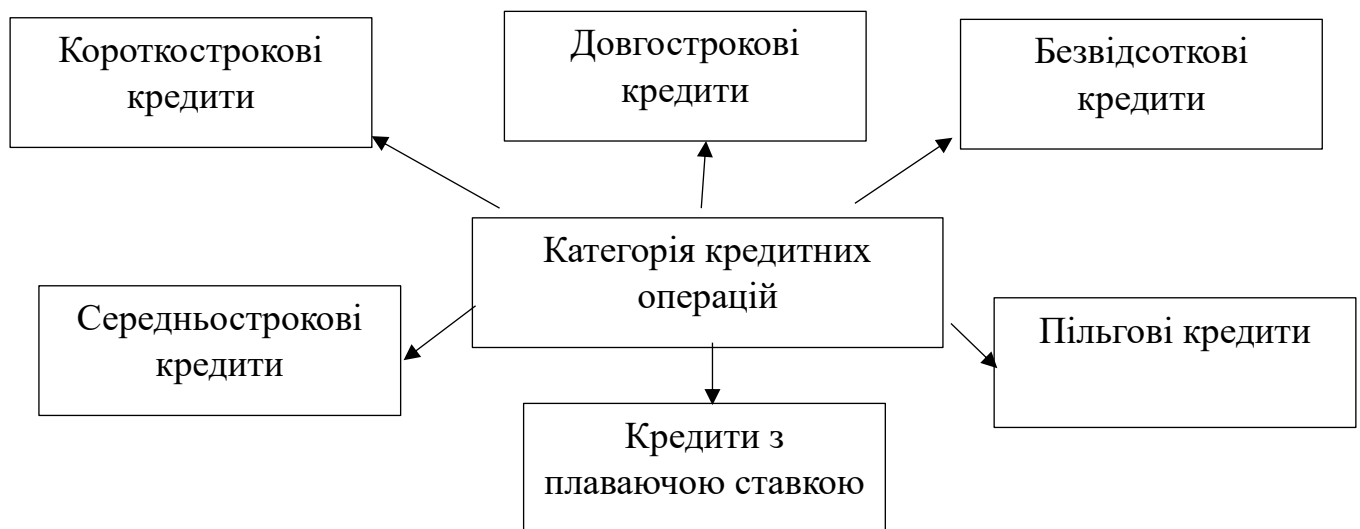 Короткострокові
кредити
Довгострокові
кредити
Безвідсоткові
кредити
Категорія кредитних
операцій
Середньострокові
кредити
Пільгові кредити
Кредити з
плаваючою ставкою